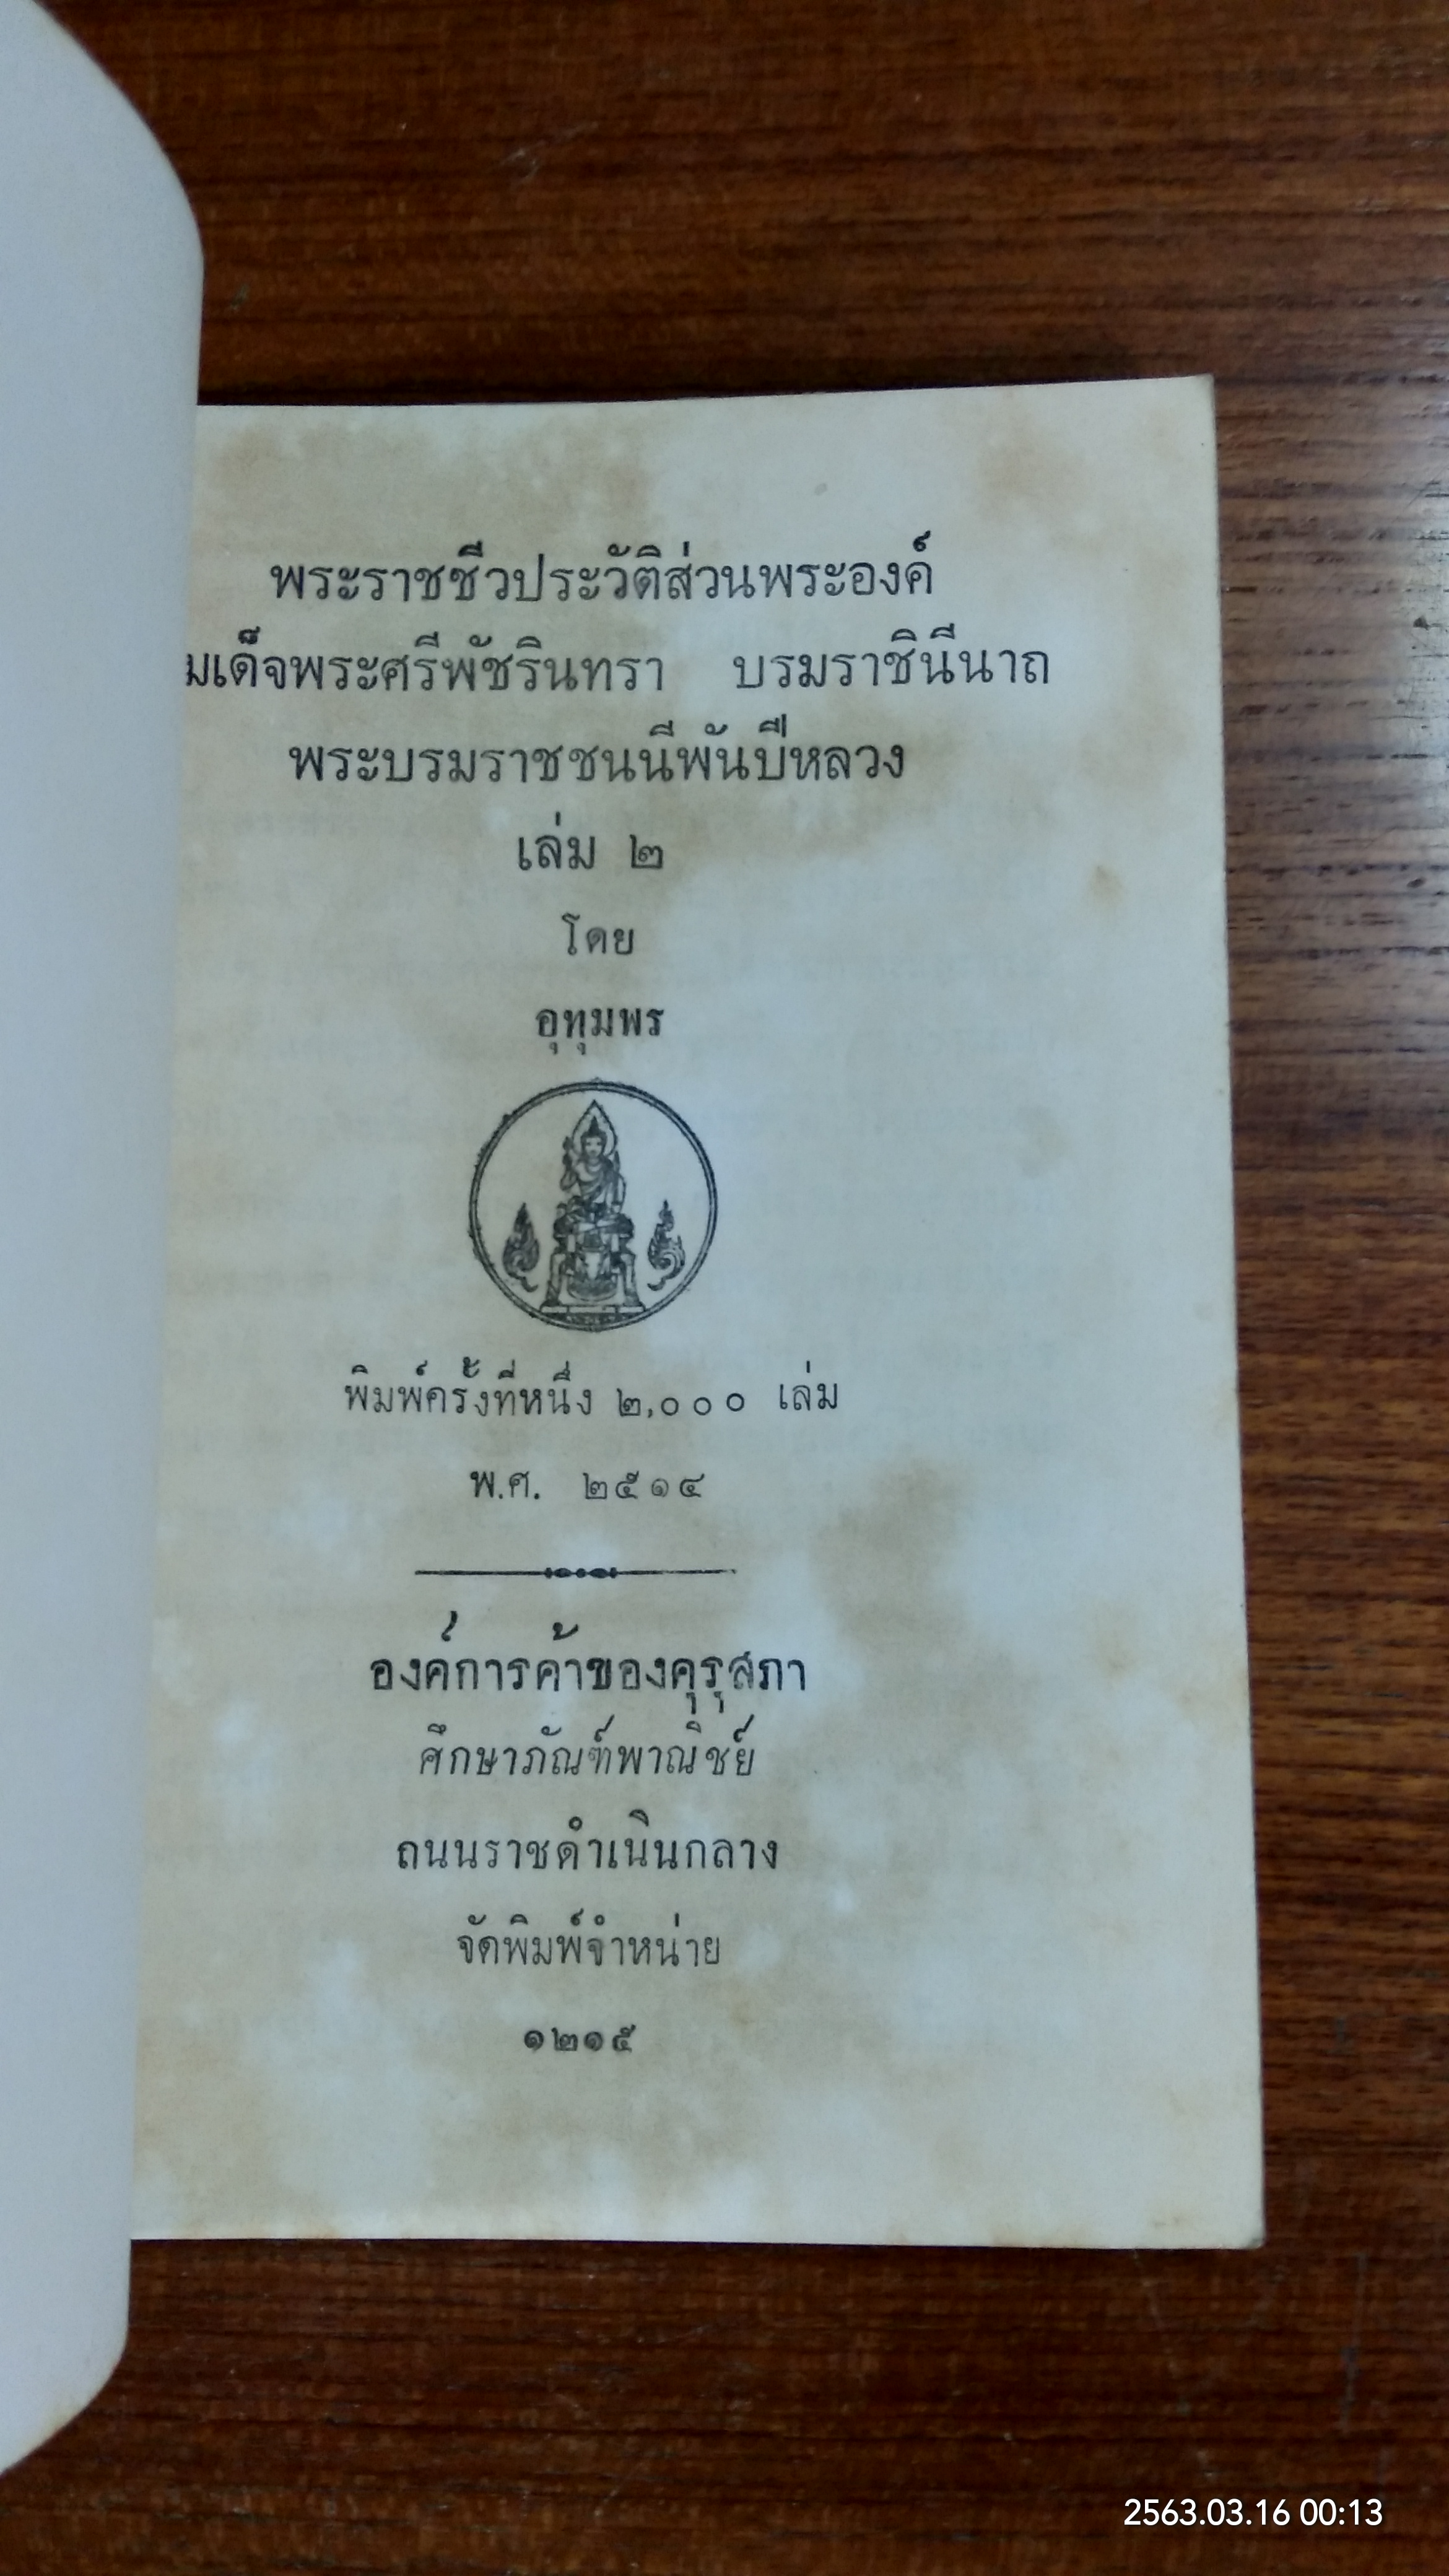 พระราชชีวประวัติส่วนพระองค์
มเด็จพระศรีพัชรินทรา บรมราชินีนาถ
พระบรมราชชนนีพันปีหลวง
เล่ม ๒
โดย
อุทุมพร
พิมพ์ครั้งที่หนึ่ง ๒,๐๐๐ เล่ม
พ.ศ. ๒๕๑๔
องค์การค้าของคุรุสภา
ศึกษาภัณฑ์พาณิชย์
ถนนราชดำเนินกลาง
จัดพิมพ์จำหน่าย
๑๒๑๕
2563.03.16 00:13